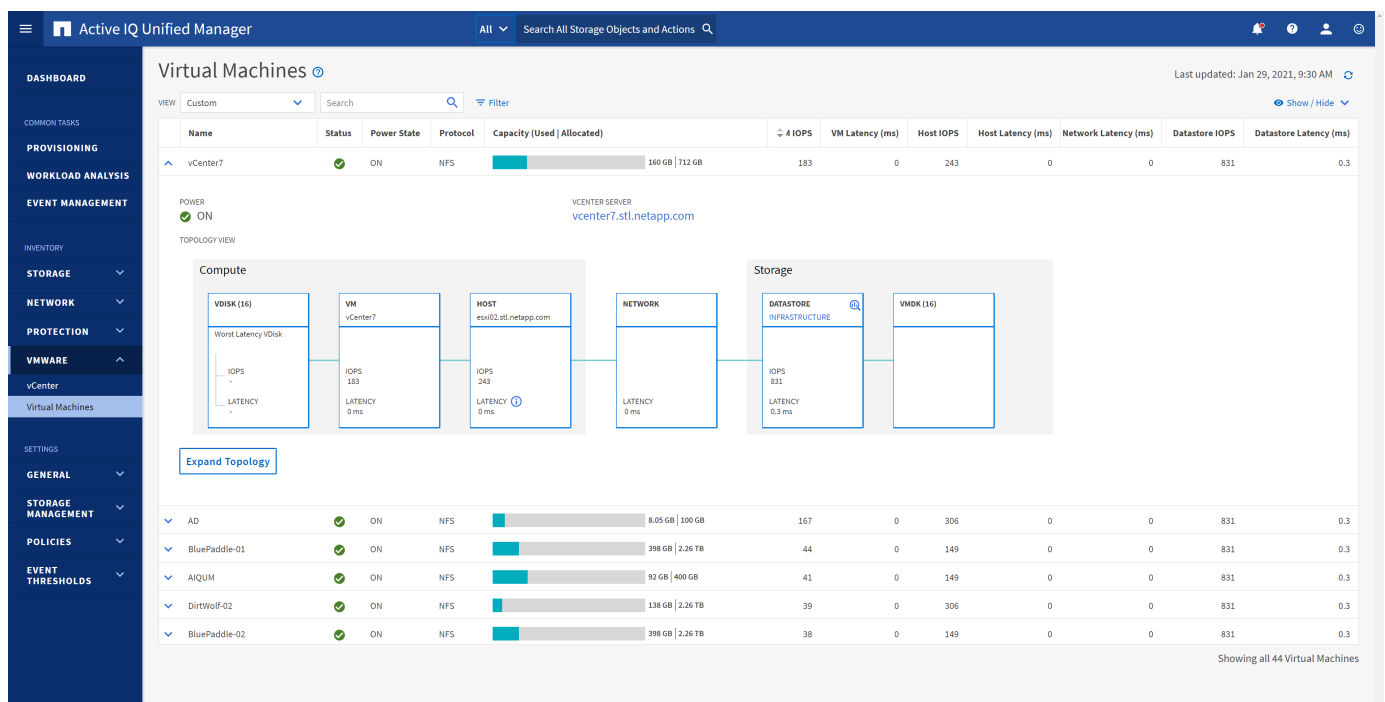 Active IQ Unified Manager
All
Search All Storage Objects and Actions
DASHBOARD
COMMON TASKS
PROVISIONING
WORKLOAD ANALYSIS
EVENT MANAGEMENT
INVENTORY
STORAGE
NETWORK
PROTECTION
VMWARE
vCenter
Virtual Machines
SETTINGS
GENERAL
STORAGE
MANAGEMENT
POLICIES
EVENT
THRESHOLDS
Virtual Machines
Last updated: Jan 29, 2021, 9:30 AM
VIEW Custom Search Filter Show / Hide
Name Status Power State Protocol Capacity (Used | Allocated) IOPS VM Latency (ms) Host IOPS Host Latency (ms) Network Latency (ms) Datastore IOPS Datastore Latency (ms)
vCenter7 ON NFS 160 GB | 712 GB 183 0 243 0 0 831 0.3
POWER
ON
VCENTER SERVER
vcenter7.stl.netapp.com
TOPOLOGY VIEW
Compute
VDISK (16)
Worst Latency VDisk
IOPS
-
LATENCY
-
VM
vCenter7
IOPS
183
LATENCY
0 ms
HOST
esxi02.stl.netapp.com
IOPS
243
LATENCY
0 ms
NETWORK
LATENCY
0 ms
Storage
DATASTORE
INFRASTRUCTURE
IOPS
831
LATENCY
0.3 ms
VMDK (16)
Expand Topology
AD ON NFS 8.05 GB | 100 GB 167 0 306 0 0 831 0.3
BluePaddle-01 ON NFS 398 GB | 2.26 TB 44 0 149 0 0 831 0.3
AIQUM ON NFS 92 GB | 400 GB 41 0 149 0 0 831 0.3
DirtWolf-02 ON NFS 138 GB | 2.26 TB 39 0 306 0 0 831 0.3
BluePaddle-02 ON NFS 398 GB | 2.26 TB 38 0 149 0 0 831 0.3
Showing all 44 Virtual Machines